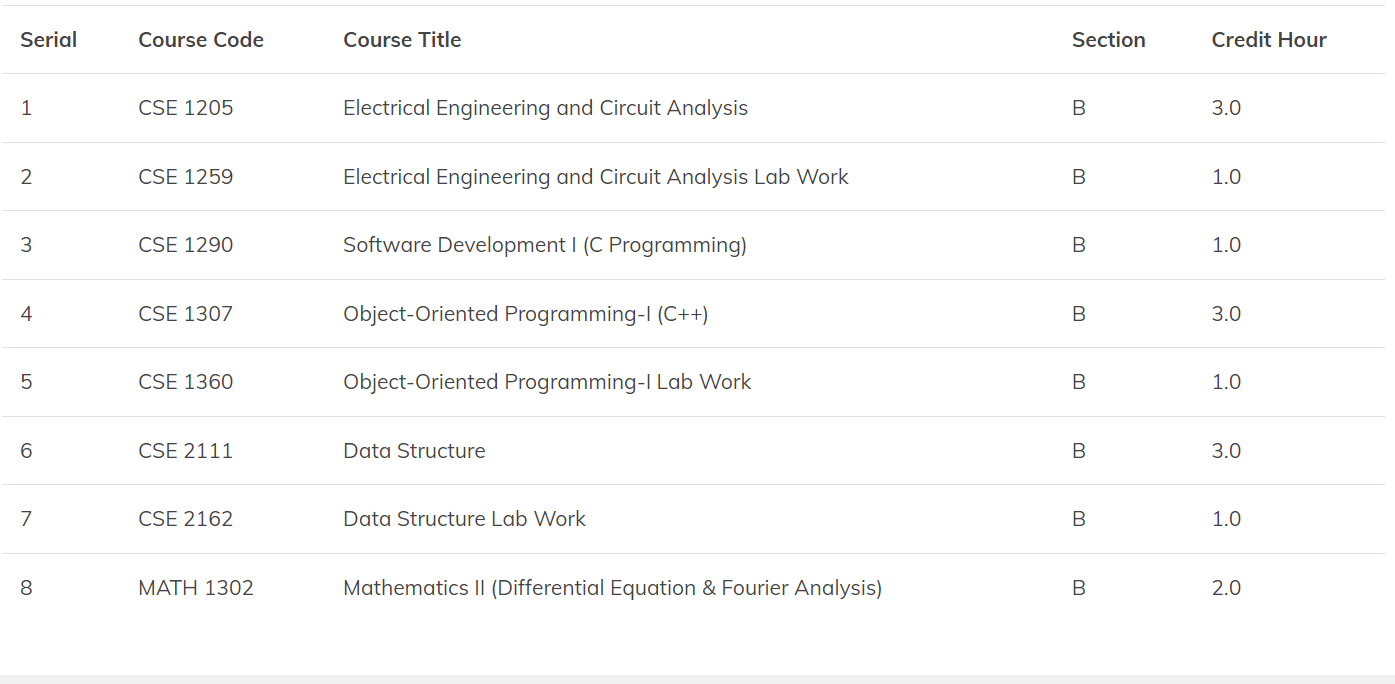 Serial Course Code Course Title Section Credit Hour
1 CSE 1205 Electrical Engineering and Circuit Analysis B 3.0
2 CSE 1259 Electrical Engineering and Circuit Analysis Lab Work B 1.0
3 CSE 1290 Software Development I (C Programming) B 1.0
4 CSE 1307 Object-Oriented Programming-I (C++) B 3.0
5 CSE 1360 Object-Oriented Programming-I Lab Work B 1.0
6 CSE 2111 Data Structure B 3.0
7 CSE 2162 Data Structure Lab Work B 1.0
8 MATH 1302 Mathematics II (Differential Equation & Fourier Analysis) B 2.0